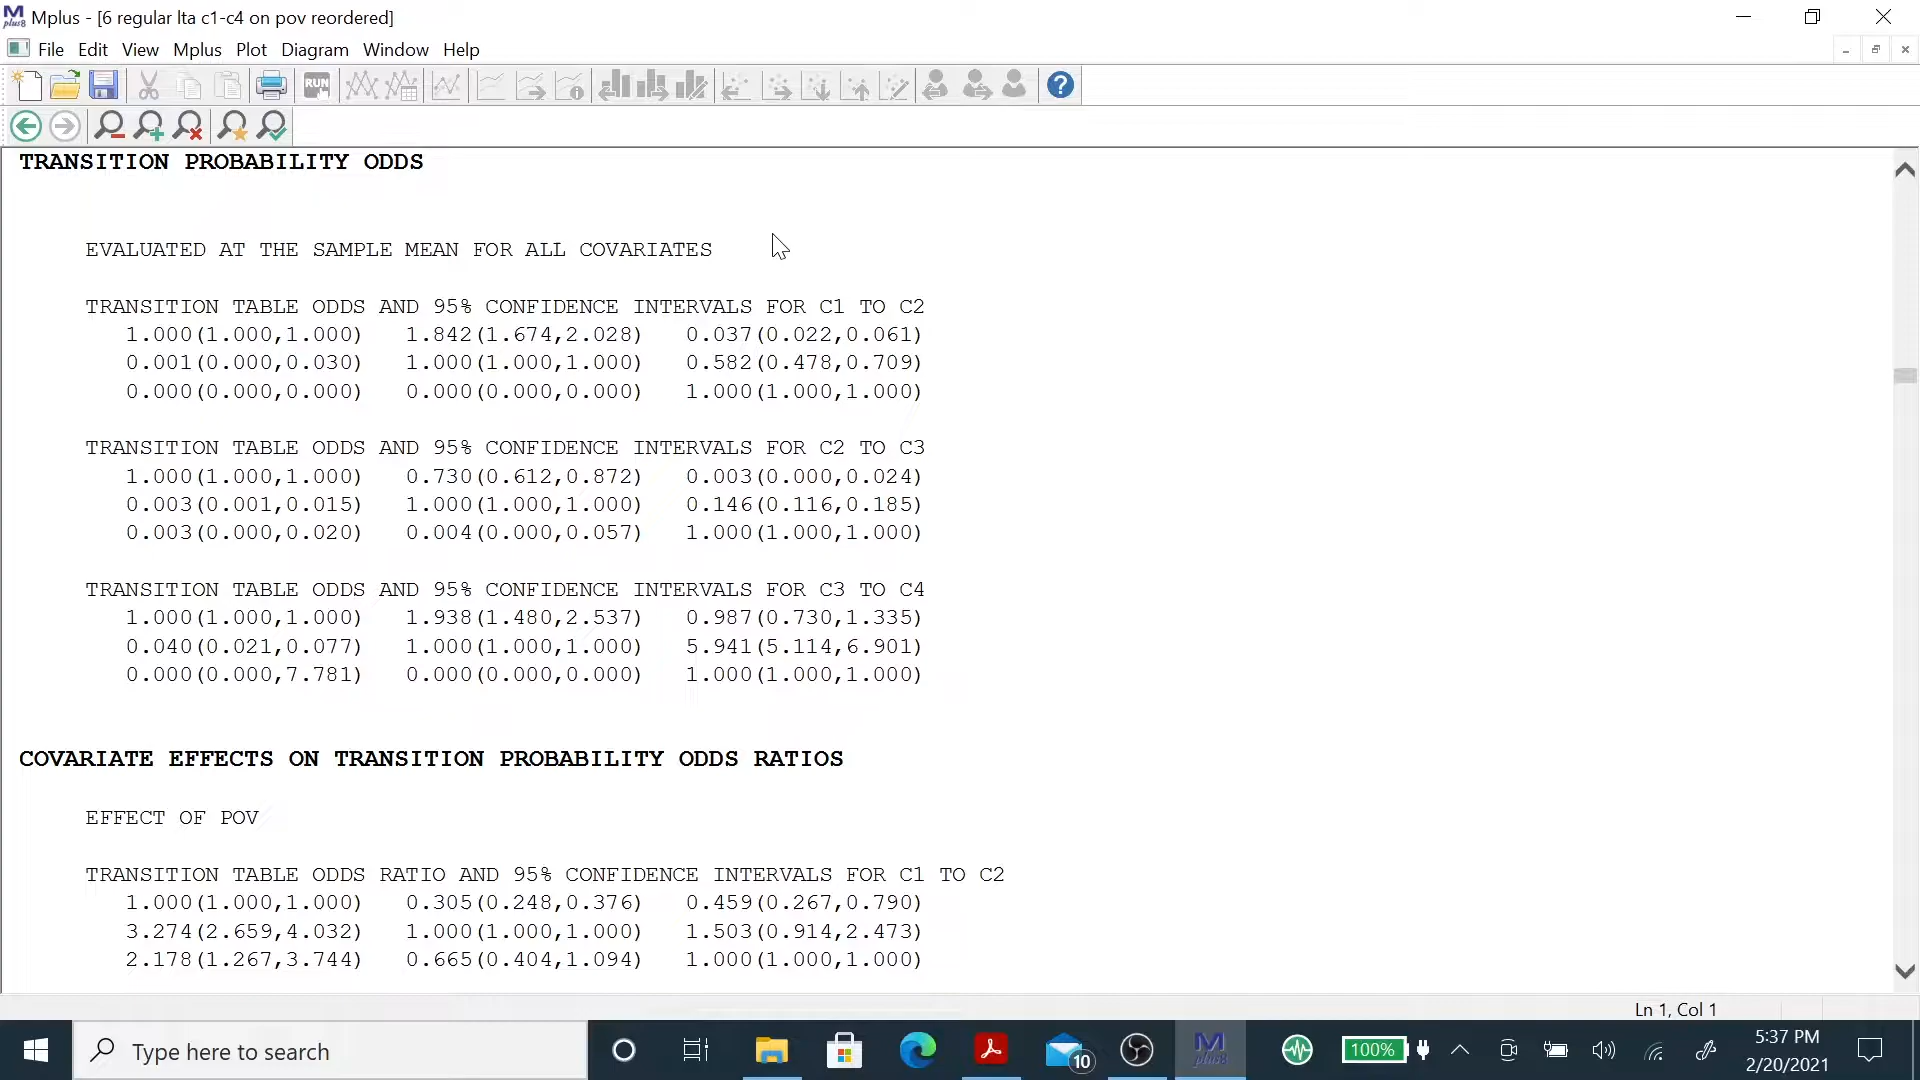 Mplus - [6 regular lta c1-c4 on pov reordered]
File Edit View Mplus Plot Diagram Window Help
RUN
TRANSITION PROBABILITY ODDS
EVALUATED AT THE SAMPLE MEAN FOR ALL COVARIATES
TRANSITION TABLE ODDS AND 95% CONFIDENCE INTERVALS FOR C1 TO C2
1.000(1.000,1.000) 1.842(1.674,2.028) 0.037(0.022,0.061)
0.001(0.000,0.030) 1.000(1.000,1.000) 0.582(0.478,0.709)
0.000(0.000,0.000) 0.000(0.000,0.000) 1.000(1.000,1.000)
TRANSITION TABLE ODDS AND 95% CONFIDENCE INTERVALS FOR C2 TO C3
1.000(1.000,1.000) 0.730(0.612,0.872) 0.003(0.000,0.024)
0.003(0.001,0.015) 1.000(1.000,1.000) 0.146(0.116,0.185)
0.003(0.000,0.020) 0.004(0.000,0.057) 1.000(1.000,1.000)
TRANSITION TABLE ODDS AND 95% CONFIDENCE INTERVALS FOR C3 TO C4
1.000(1.000,1.000) 1.938(1.480,2.537) 0.987(0.730,1.335)
0.040(0.021,0.077) 1.000(1.000,1.000) 5.941(5.114,6.901)
0.000(0.000,7.781) 0.000(0.000,0.000) 1.000(1.000,1.000)
COVARIATE EFFECTS ON TRANSITION PROBABILITY ODDS RATIOS
EFFECT OF POV
TRANSITION TABLE ODDS RATIO AND 95% CONFIDENCE INTERVALS FOR C1 TO C2
1.000(1.000,1.000) 0.305(0.248,0.376) 0.459(0.267,0.790)
3.274(2.659,4.032) 1.000(1.000,1.000) 1.503(0.914,2.473)
2.178(1.267,3.744) 0.665(0.404,1.094) 1.000(1.000,1.000)
Ln 1, Col 1
Type here to search
10
M plus8
100%
5:37 PM
2/20/2021